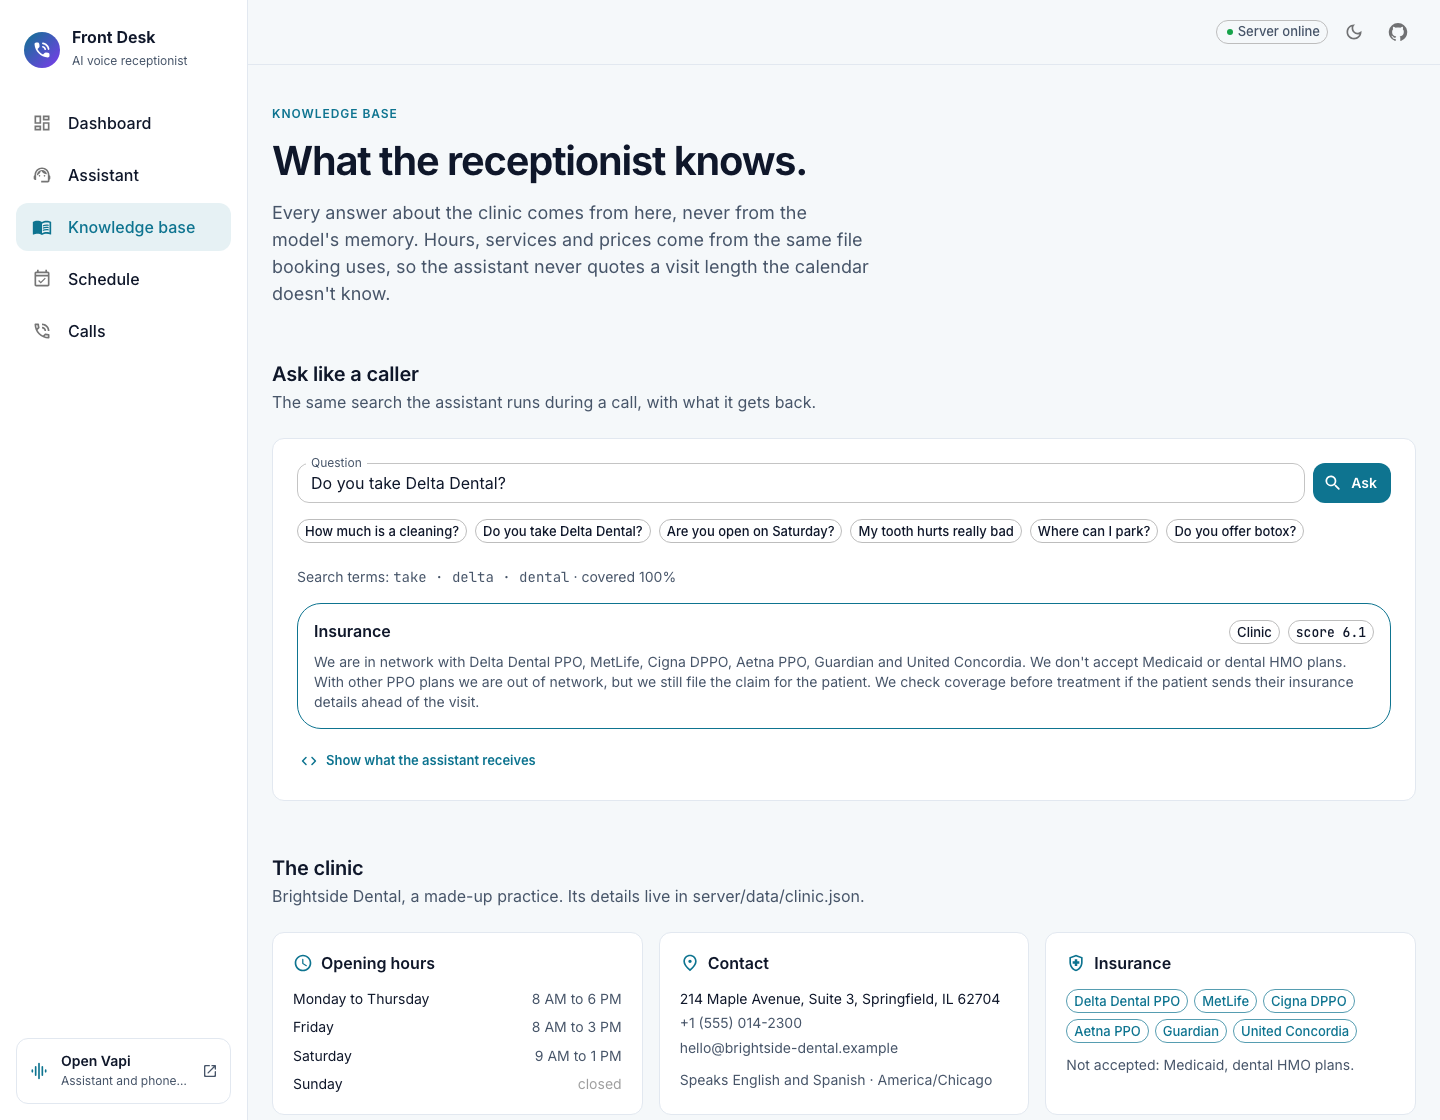 Front Desk
AI voice receptionist
Dashboard
Assistant
Knowledge base
Schedule
Calls
Open Vapi
Assistant and phone...
Server online
KNOWLEDGE BASE
What the receptionist knows.
Every answer about the clinic comes from here, never from the
model's memory. Hours, services and prices come from the same file
booking uses, so the assistant never quotes a visit length the calendar
doesn't know.
Ask like a caller
The same search the assistant runs during a call, with what it gets back.
Question
Do you take Delta Dental?
Ask
How much is a cleaning? Do you take Delta Dental? Are you open on Saturday? My tooth hurts really bad Where can I park? Do you offer botox?
Search terms: take · delta · dental · covered 100%
Insurance Clinic score 6.1
We are in network with Delta Dental PPO, MetLife, Cigna DPPO, Aetna PPO, Guardian and United Concordia. We don't accept Medicaid or dental HMO plans.
With other PPO plans we are out of network, but we still file the claim for the patient. We check coverage before treatment if the patient sends their insurance
details ahead of the visit.
Show what the assistant receives
The clinic
Brightside Dental, a made-up practice. Its details live in server/data/clinic.json.
Opening hours
Monday to Thursday 8 AM to 6 PM
Friday 8 AM to 3 PM
Saturday 9 AM to 1 PM
Sunday closed
Contact
214 Maple Avenue, Suite 3, Springfield, IL 62704
+1 (555) 014-2300
hello@brightside-dental.example
Speaks English and Spanish · America/Chicago
Insurance
Delta Dental PPO MetLife Cigna DPPO
Aetna PPO Guardian United Concordia
Not accepted: Medicaid, dental HMO plans.